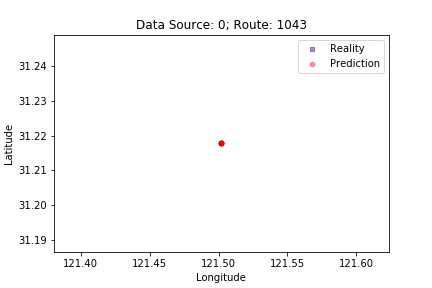 Data Source: 0; Route: 1043
Reality
Prediction
Latitude
31.24
31.23
31.22
31.21
31.20
31.19
121.40 121.45 121.50 121.55 121.60
Longitude